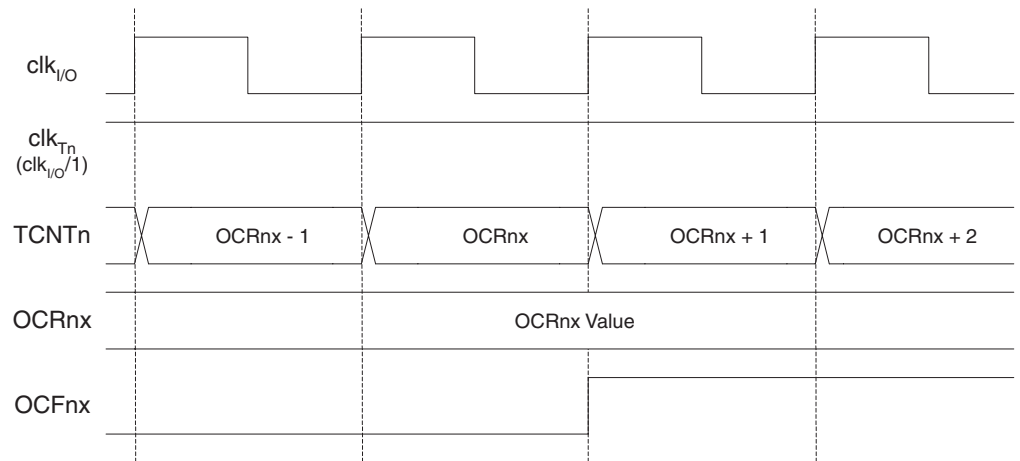 clkI/O
clkTn
(clkI/O/1)
TCNTn
OCRnx - 1
OCRnx
OCRnx + 1
OCRnx + 2
OCRnx
OCRnx Value
OCFnx